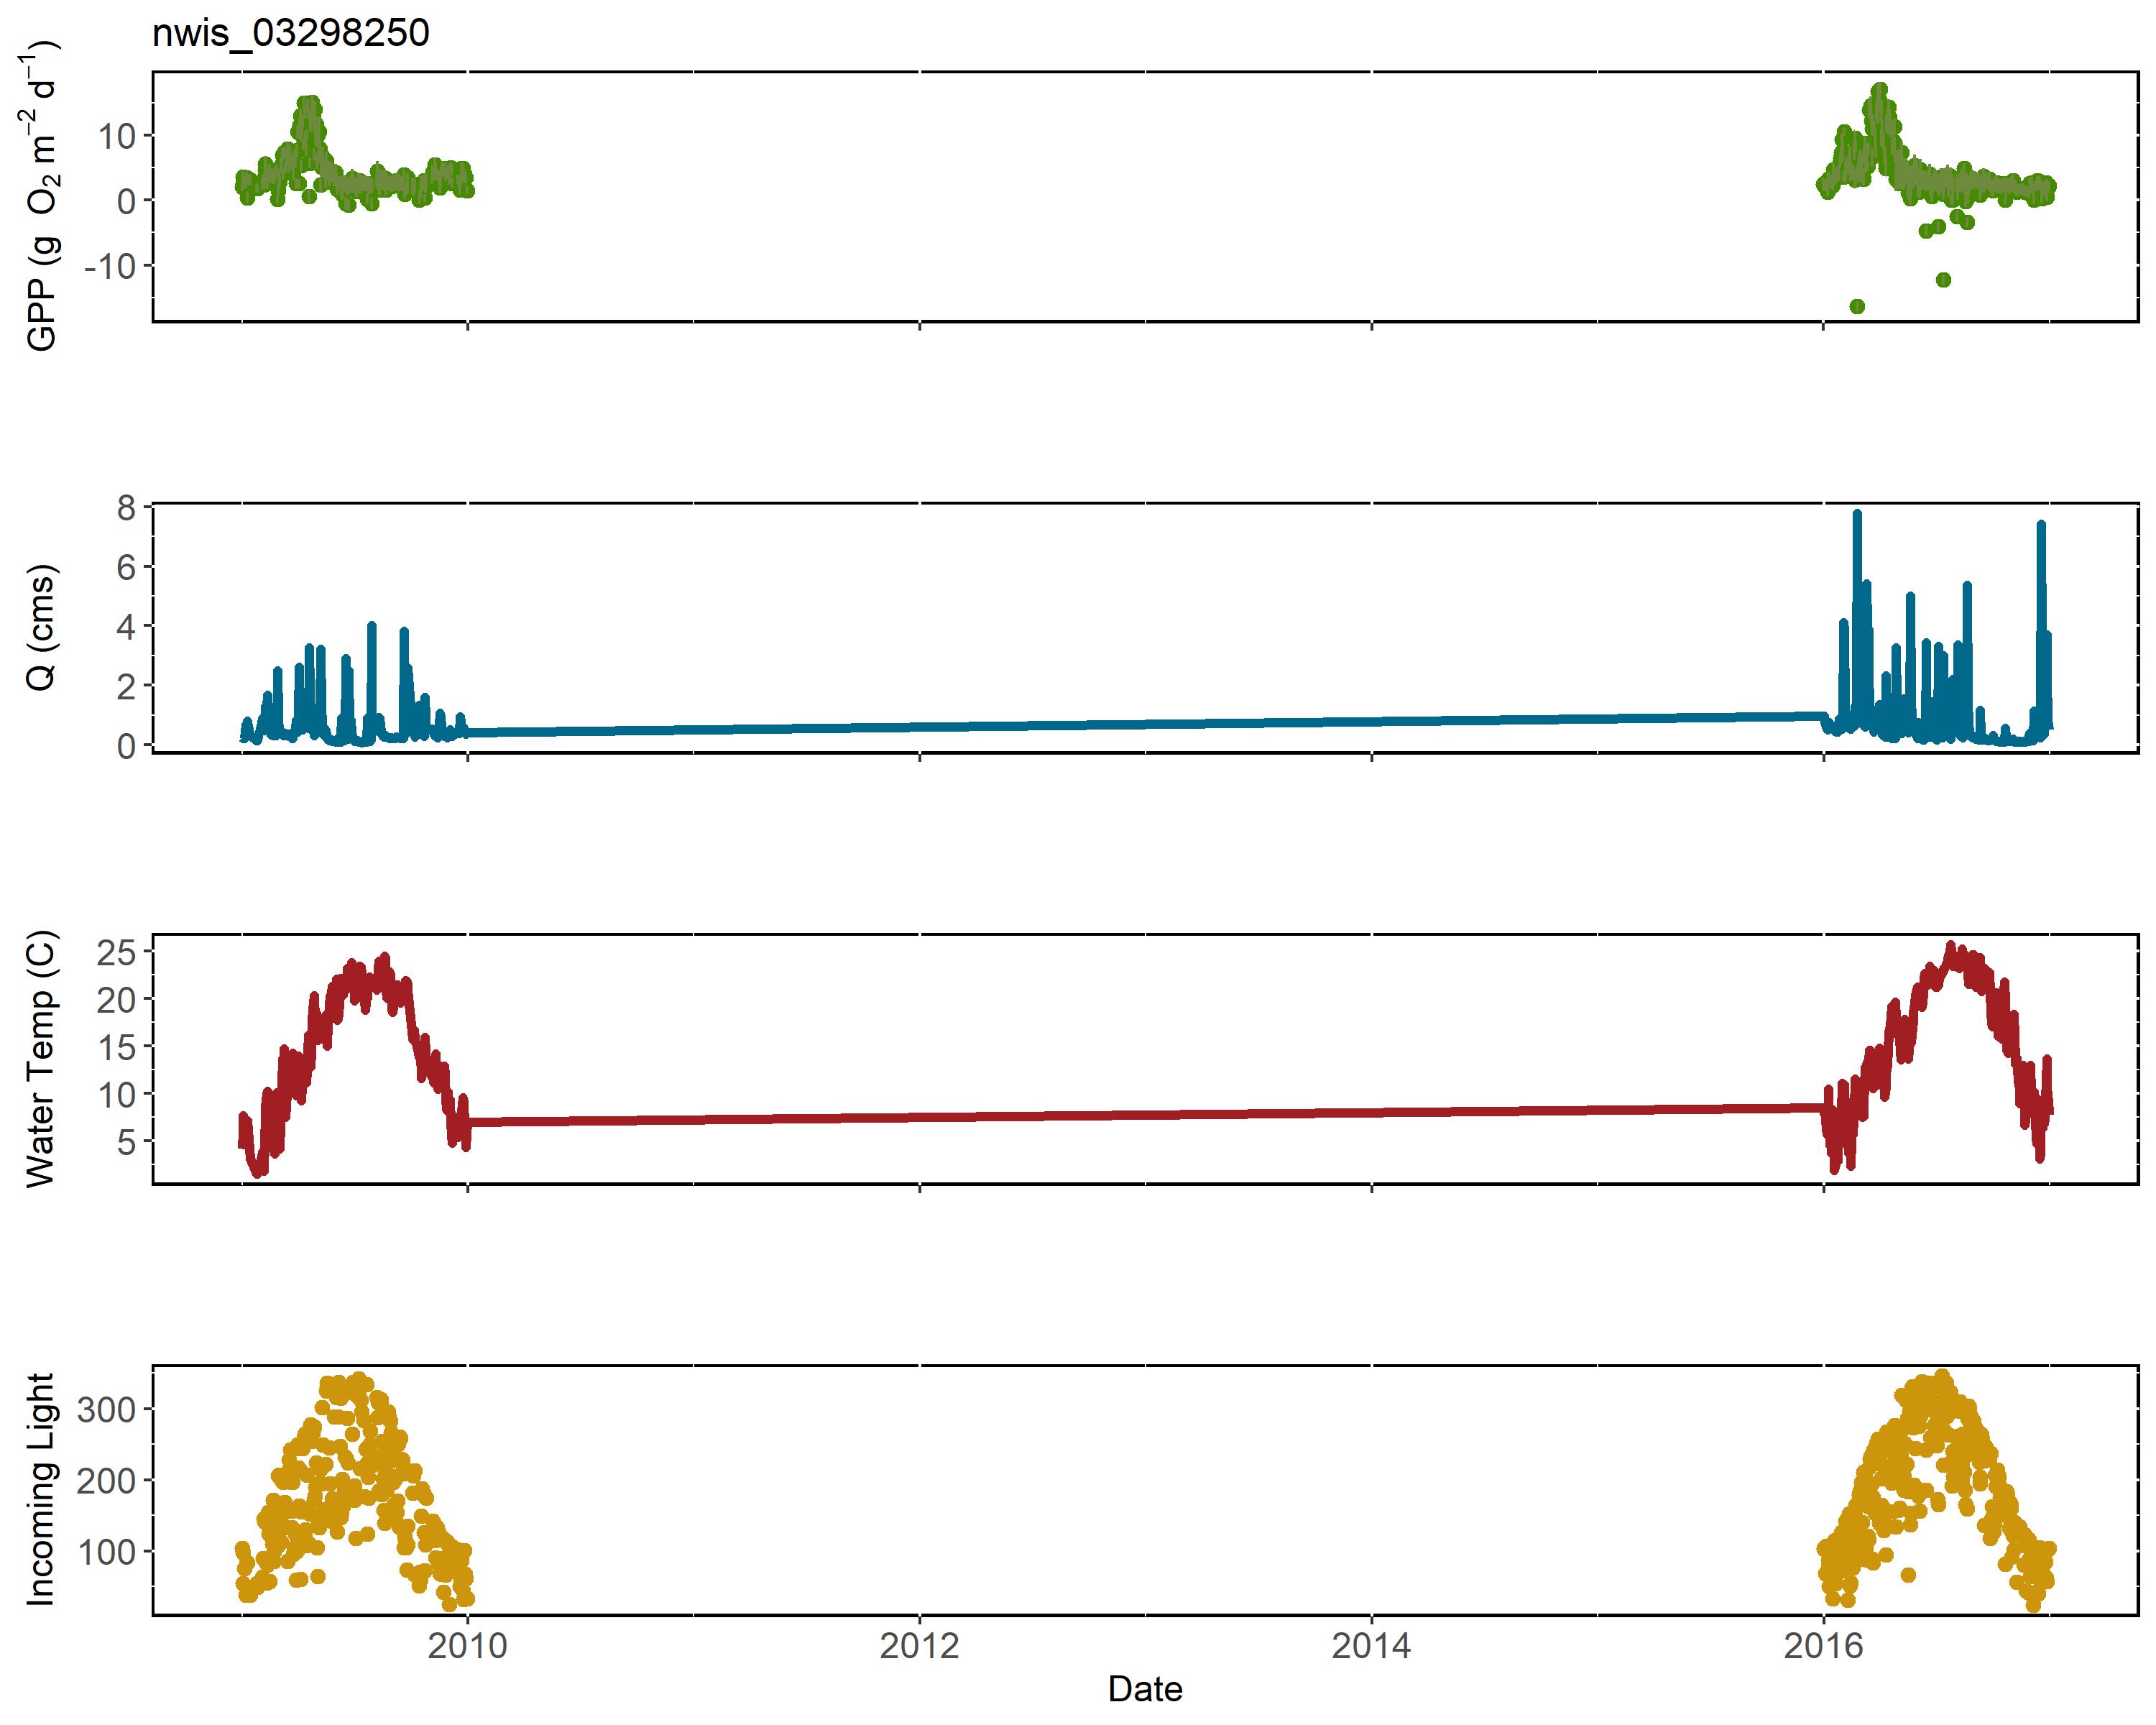 nwis_03298250
GPP (g O₂ m⁻² d⁻¹)
10
0
-10
Q (cms)
8
6
4
2
0
Water Temp (C)
25
20
15
10
5
Incoming Light
300
200
100
2010 2012 2014 2016
Date